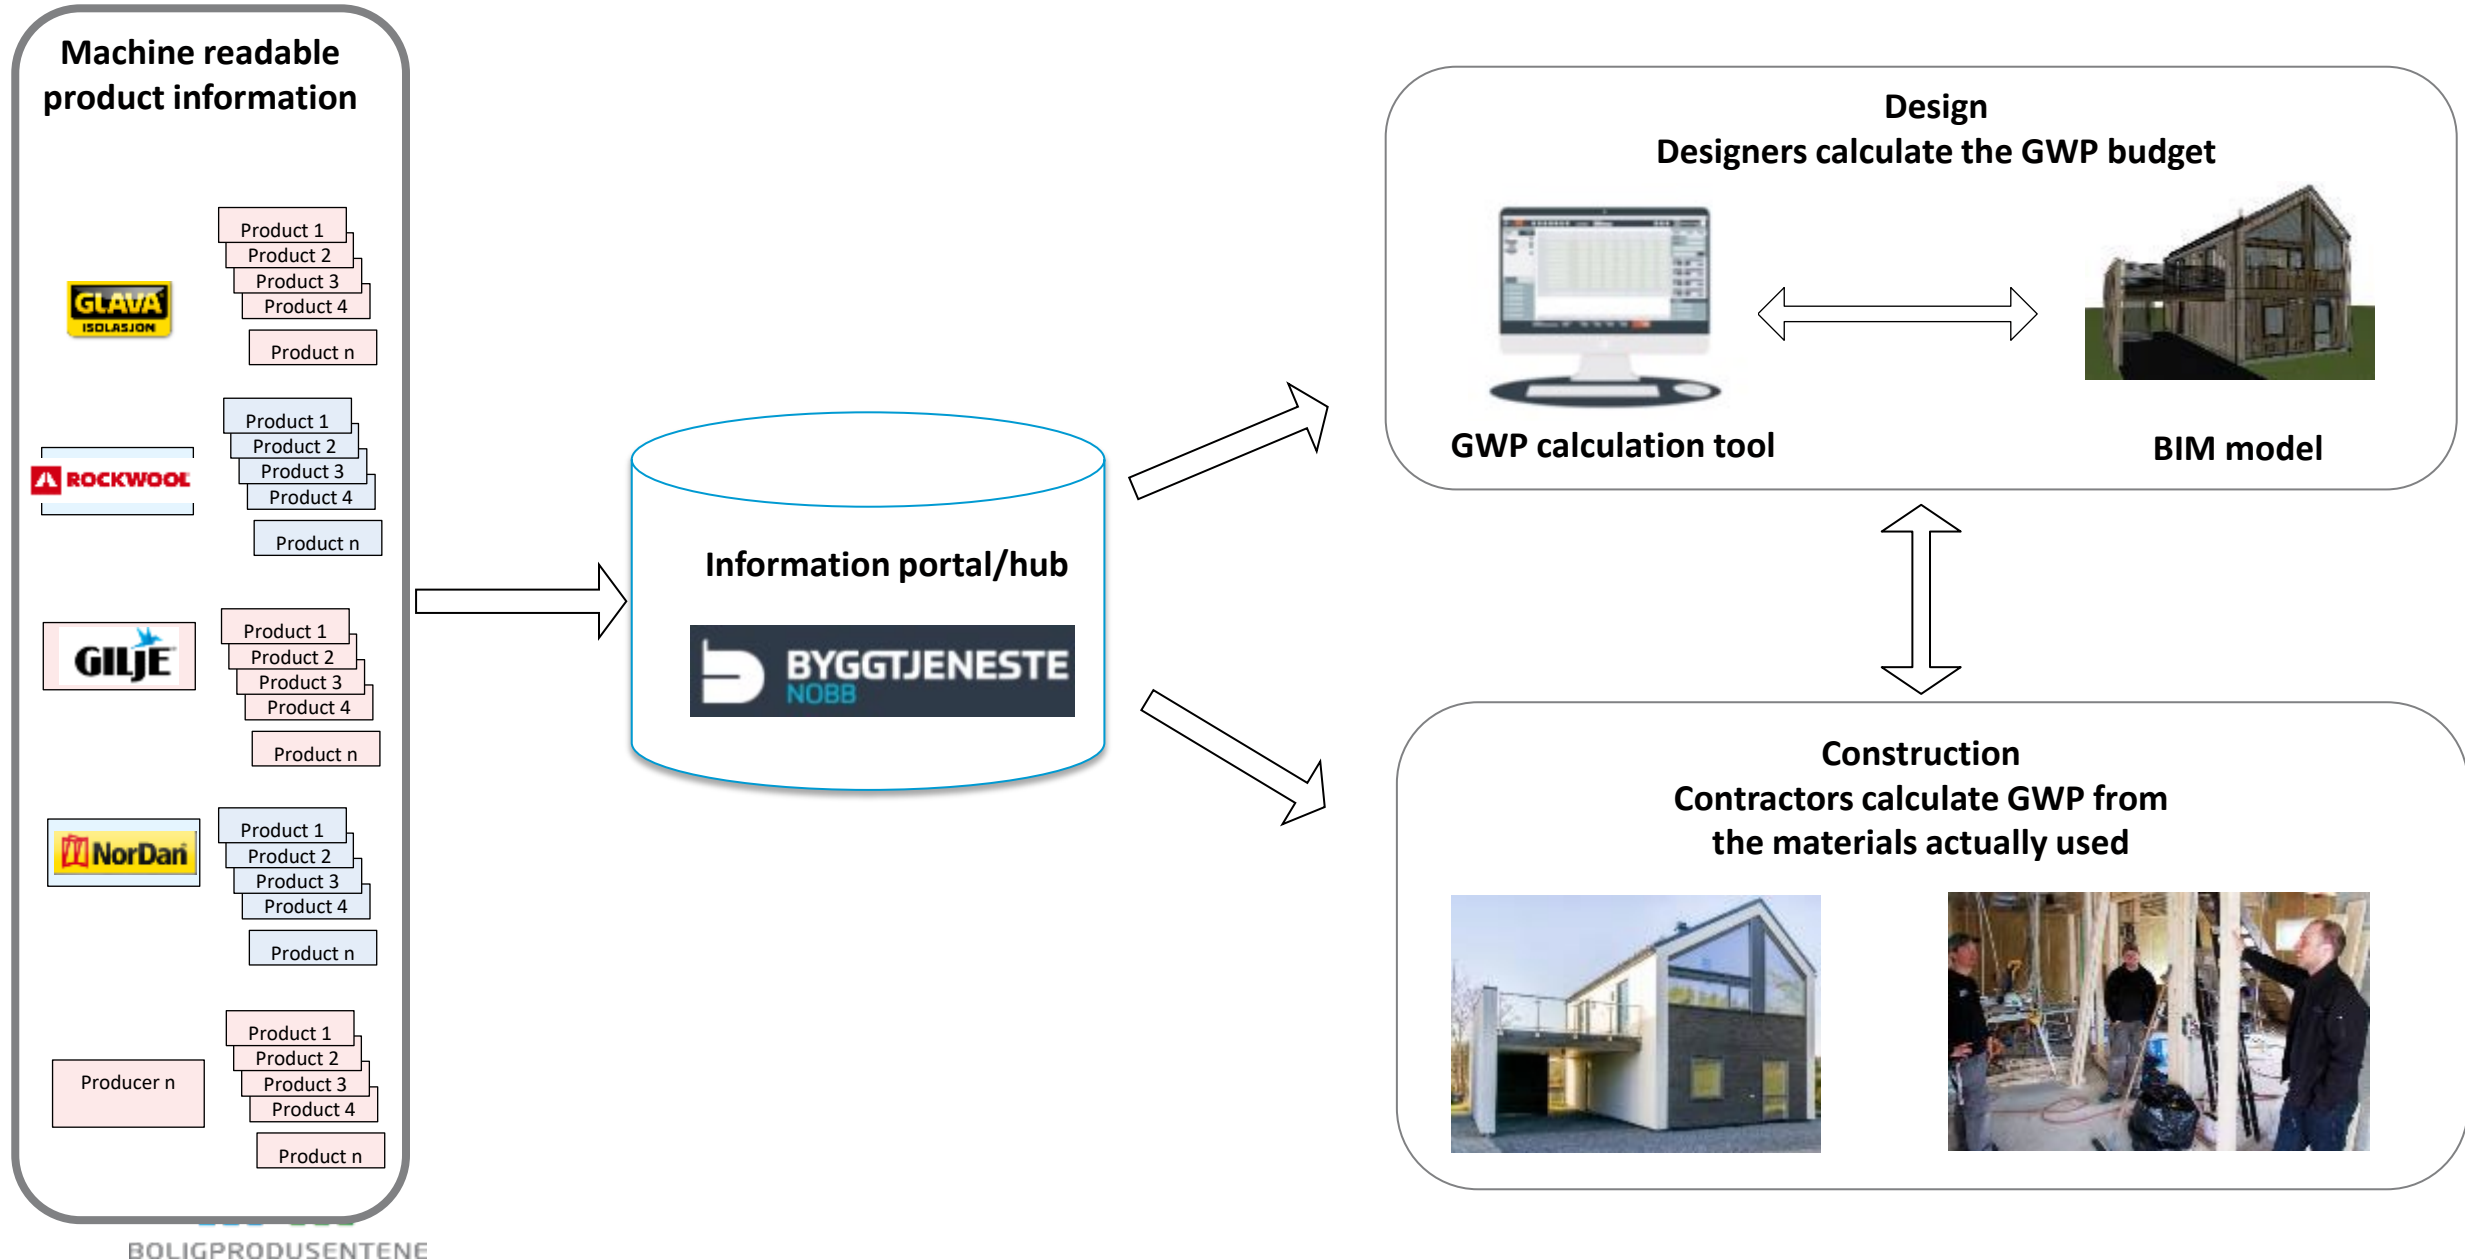 Machine readable
product information
GLAVA
ISOLASJON
Product 1
Product 2
Product 3
Product 4
Product n
ROCKWOOL
Product 1
Product 2
Product 3
Product 4
Product n
GILJE
Product 1
Product 2
Product 3
Product 4
Product n
NorDan
Product 1
Product 2
Product 3
Product 4
Product n
Producer n
Product 1
Product 2
Product 3
Product 4
Product n
BOLIGPRODUSENTENE
Information portal/hub
BYGGTJENESTE
NOBB
Design
Designers calculate the GWP budget
GWP calculation tool
BIM model
Construction
Contractors calculate GWP from
the materials actually used